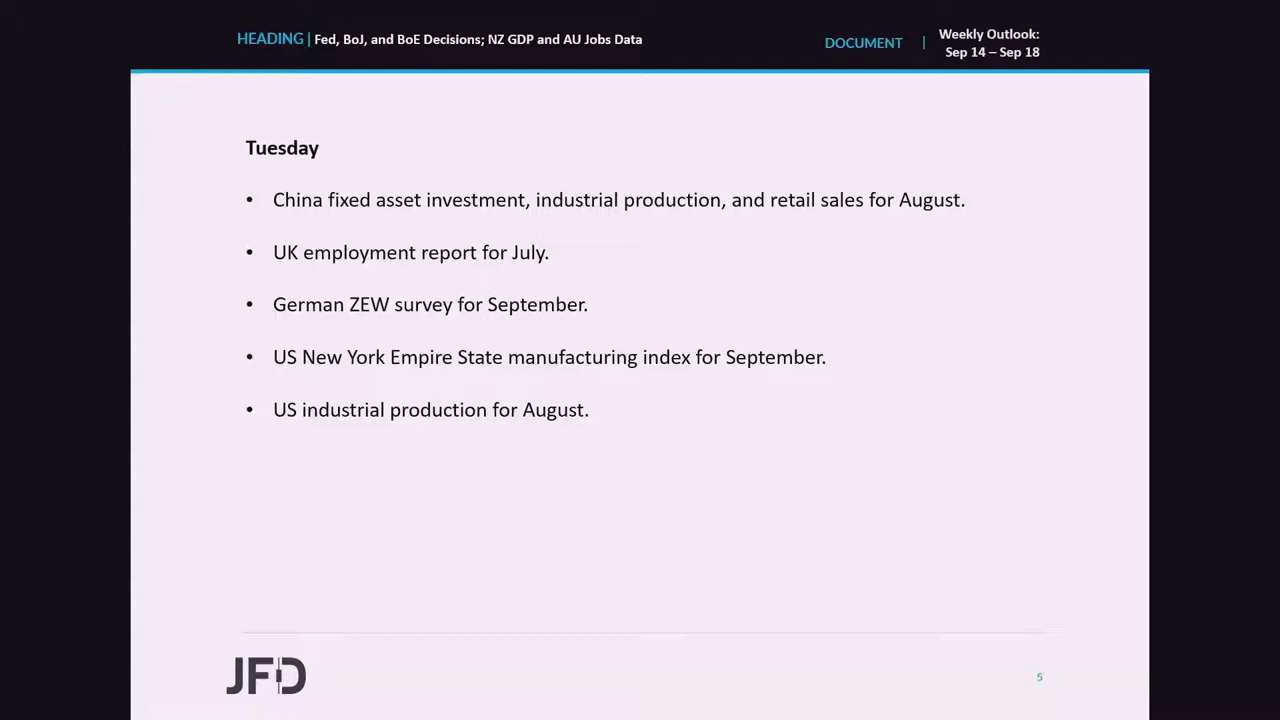 HEADING | Fed, BoJ, and BoE Decisions; NZ GDP and AU Jobs Data
DOCUMENT | Weekly Outlook:
Sep 14 – Sep 18
Tuesday
• China fixed asset investment, industrial production, and retail sales for August.
• UK employment report for July.
• German ZEW survey for September.
• US New York Empire State manufacturing index for September.
• US industrial production for August.
JFD
5